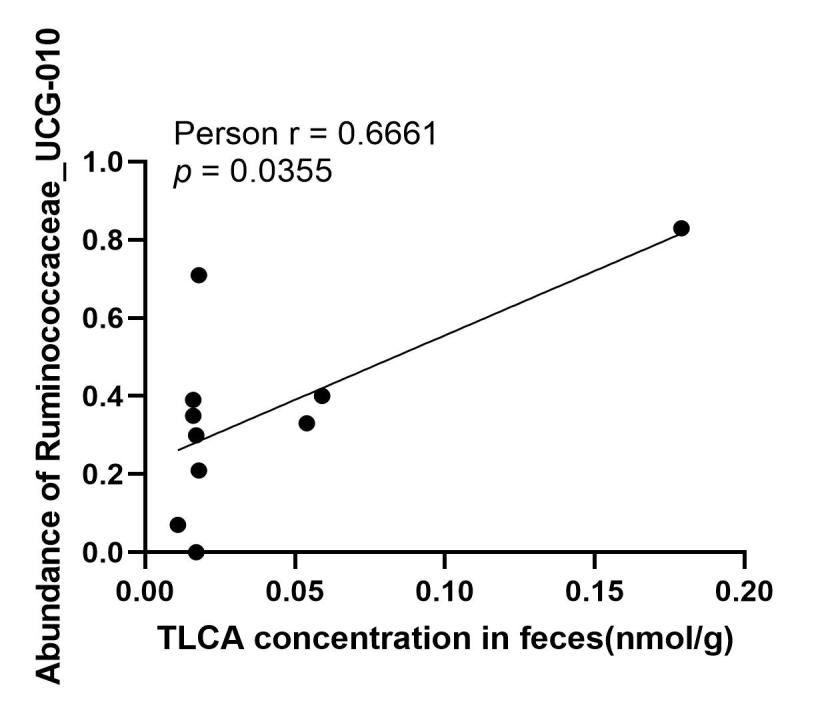 Abundance of Ruminococcaceae_UCG-010
Person r = 0.6661
p = 0.0355
1.0
0.8
0.6
0.4
0.2
0.0
0.00 0.05 0.10 0.15 0.20
TLCA concentration in feces(nmol/g)